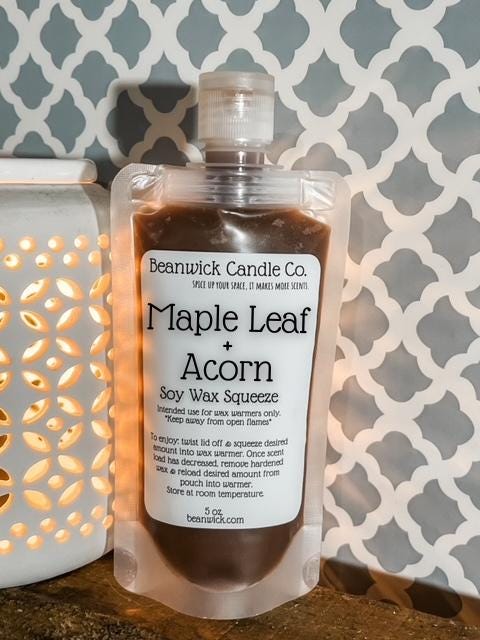 Beanwick Candle Co.
SPICE UP YOUR SPACE, IT MAKES MORE SCENTS.
Maple Leaf
+
Acorn
Soy Wax Squeeze
Intended use for wax warmers only.
*Keep away from open flames*
To enjoy: twist lid off & squeeze desired
amount into wax warmer. Once scent
load has decreased, remove hardened
wax & reload desired amount from
pouch into warmer.
Store at room temperature.
5 oz.
beanwick.com